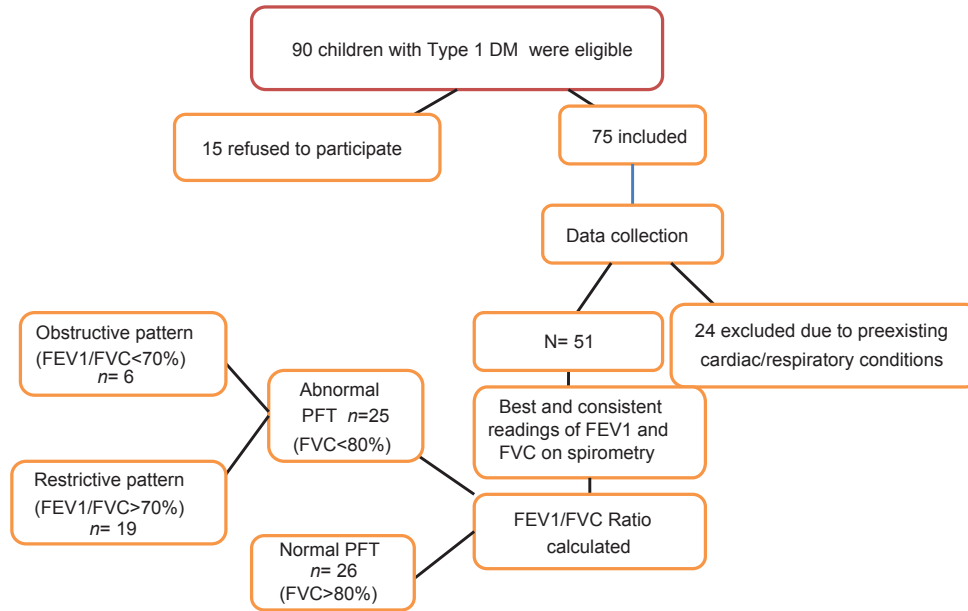 90 children with Type 1 DM were eligible
15 refused to participate
75 included
Data collection
N= 51
24 excluded due to preexisting
cardiac/respiratory conditions
Best and consistent
readings of FEV1 and
FVC on spirometry
FEV1/FVC Ratio
calculated
Abnormal
PFT n=25
(FVC<80%)
Normal PFT
n= 26
(FVC>80%)
Obstructive pattern
(FEV1/FVC<70%)
n= 6
Restrictive pattern
(FEV1/FVC>70%)
n= 19